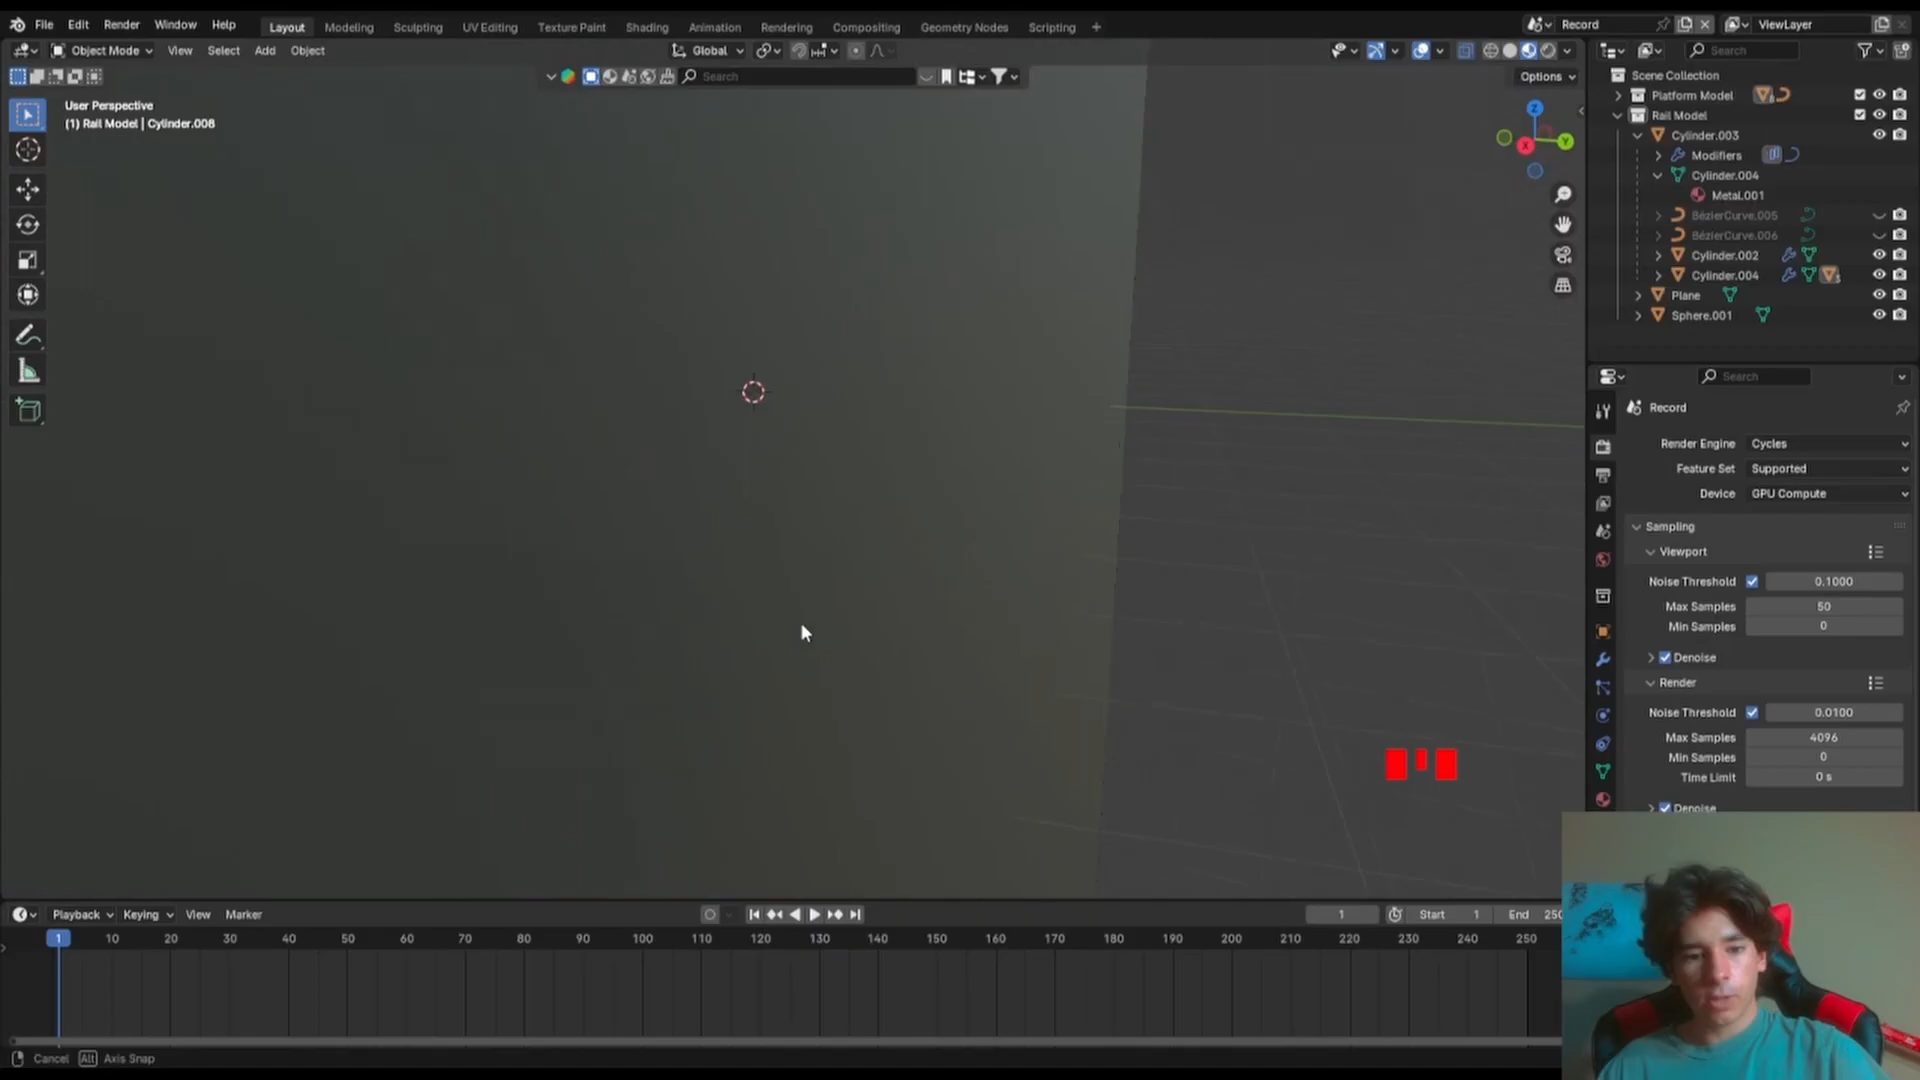 File Edit Render Window Help Layout Modeling Sculpting UV Editing Texture Paint Shading Animation Rendering Compositing Geometry Nodes Scripting + Record ViewLayer
Object Mode View Select Add Object Global Search
Search Options
User Perspective
(1) Rail Model | Cylinder.008
Z
Y
X
Scene Collection
Platform Model
Rail Model
Cylinder.003
Modifiers
Cylinder.004
Metal.001
BézierCurve.005
BézierCurve.006
Cylinder.002
Cylinder.004
Plane
Sphere.001
Search
Record
Render Engine Cycles
Feature Set Supported
Device GPU Compute
Sampling
Viewport
Noise Threshold 0.1000
Max Samples 50
Min Samples 0
Denoise
Render
Noise Threshold 0.0100
Max Samples 4096
Min Samples 0
Time Limit 0 s
Denoise
Playback Keying View Marker 1 Start 1 End 250
1 10 20 30 40 50 60 70 80 90 100 110 120 130 140 150 160 170 180 190 200 210 220 230 240 250
Cancel Alt Axis Snap